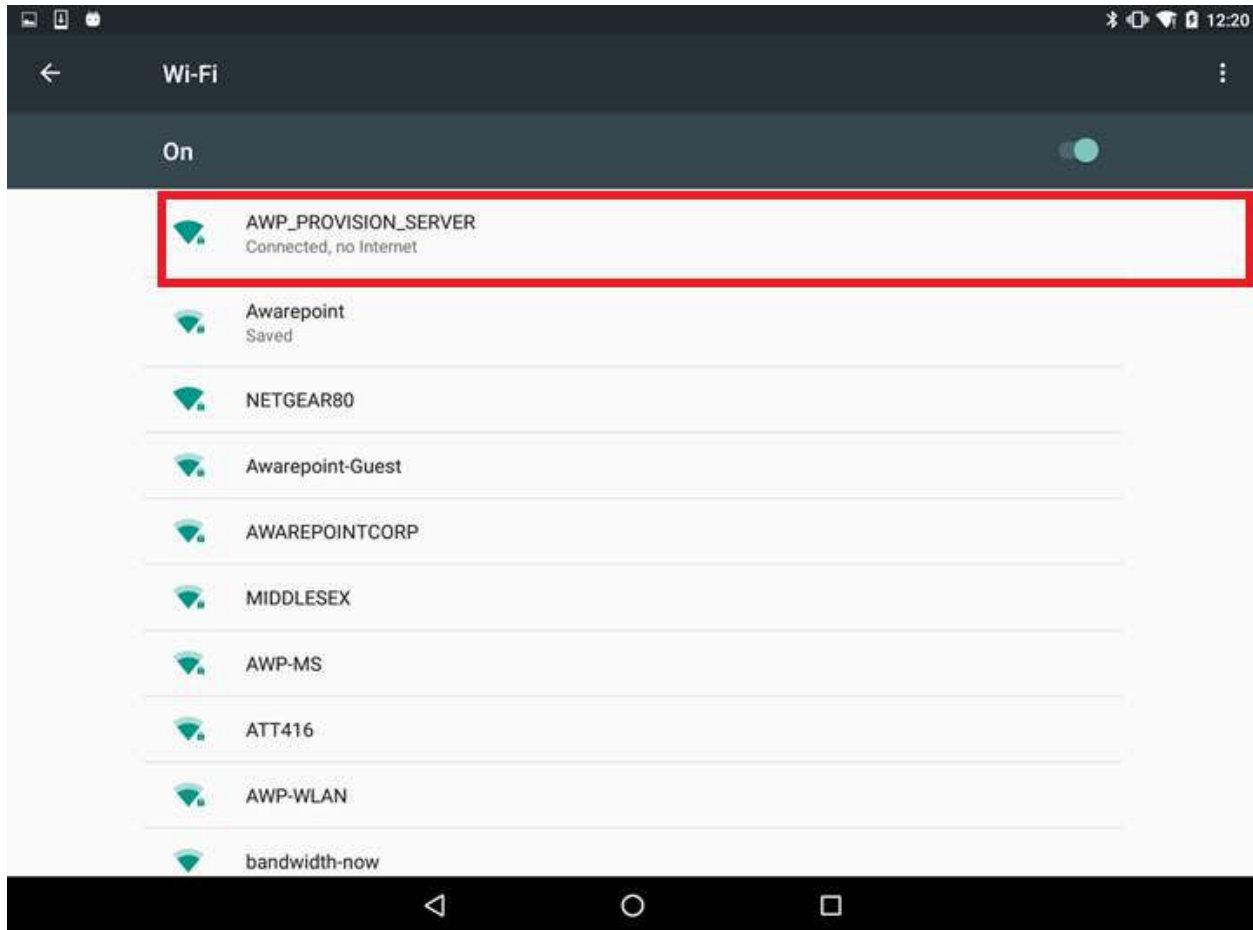 12:20
Wi-Fi
On
AWP_PROVISION_SERVER
Connected, no Internet
Awarepoint
Saved
NETGEAR80
Awarepoint-Guest
AWAREPOINTCORP
MIDDLESEX
AWP-MS
ATT416
AWP-WLAN
bandwidth-now